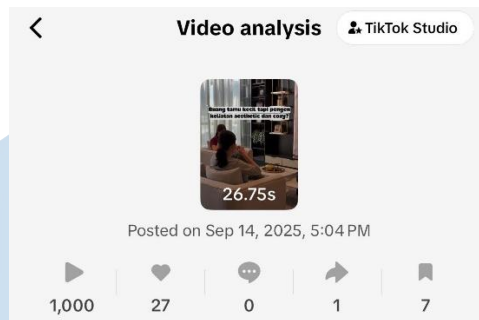 Video analysis
TikTok Studio
Ruang tamu kecil tapi pengen
keliatan aesthetic dan cozy?
26.75s
Posted on Sep 14, 2025, 5:04 PM
1,000
27
0
1
7